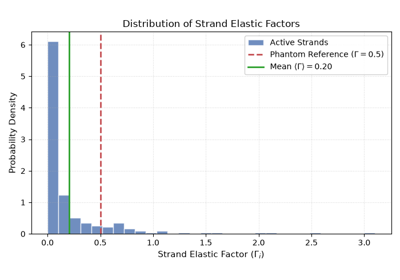 Distribution of Strand Elastic Factors
Active Strands
Phantom Reference (Γ = 0.5)
Mean ⟨Γ⟩ = 0.20
Probability Density
6
5
4
3
2
1
0
0.0 0.5 1.0 1.5 2.0 2.5 3.0
Strand Elastic Factor (Γᵢ)